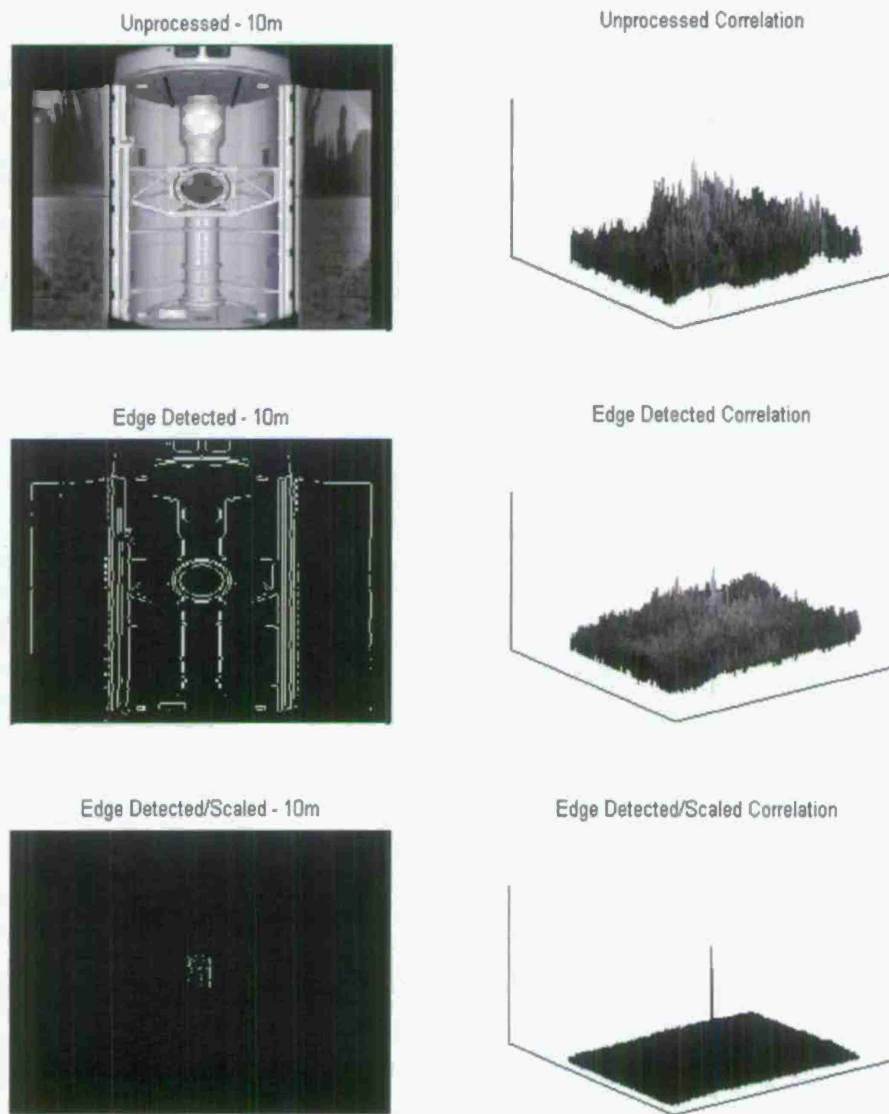 Unprocessed - 10m
Unprocessed Correlation
Edge Detected - 10m
Edge Detected Correlation
Edge Detected/Scaled - 10m
Edge Detected/Scaled Correlation